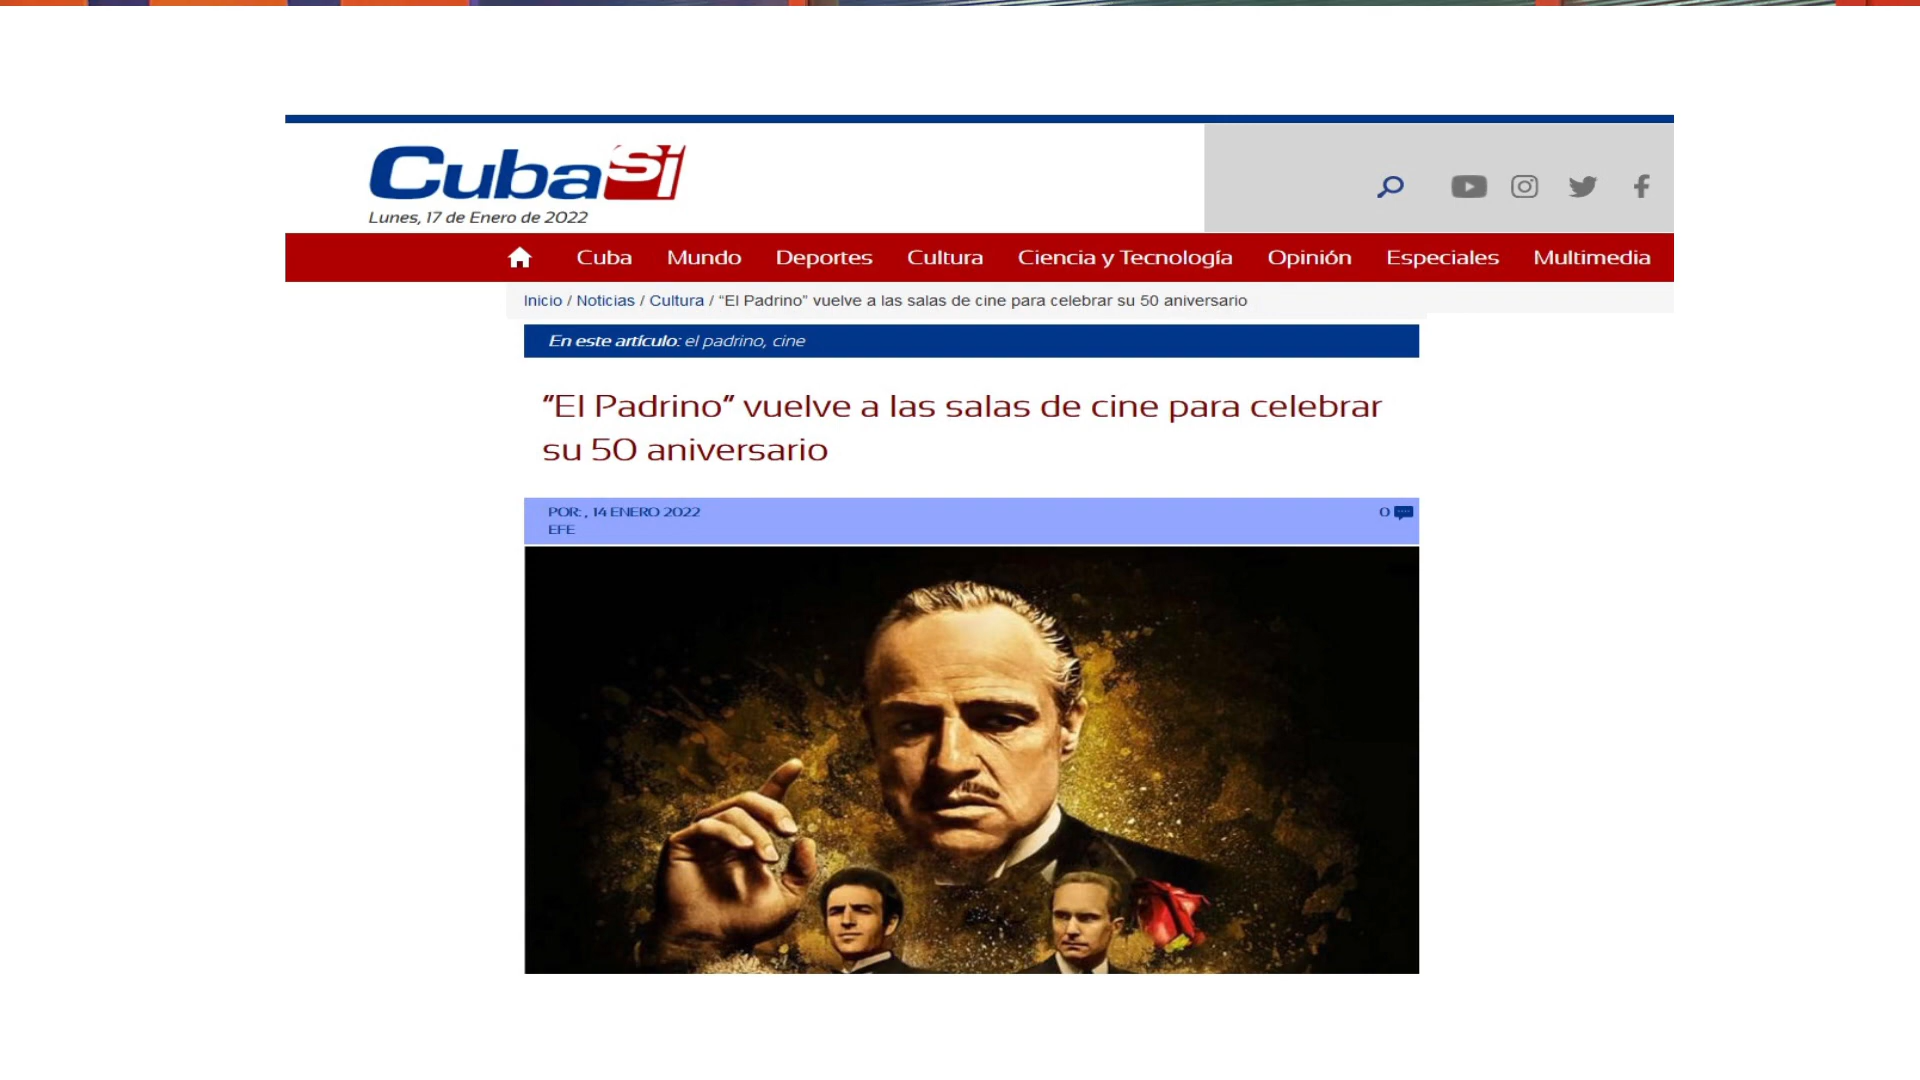 Cuba Sí
Lunes, 17 de Enero de 2022
Cuba Mundo Deportes Cultura Ciencia y Tecnología Opinión Especiales Multimedia
Inicio / Noticias / Cultura / “El Padrino” vuelve a las salas de cine para celebrar su 50 aniversario
En este artículo: el padrino, cine
“El Padrino” vuelve a las salas de cine para celebrar
su 50 aniversario
POR: , 14 ENERO 2022 0
EFE